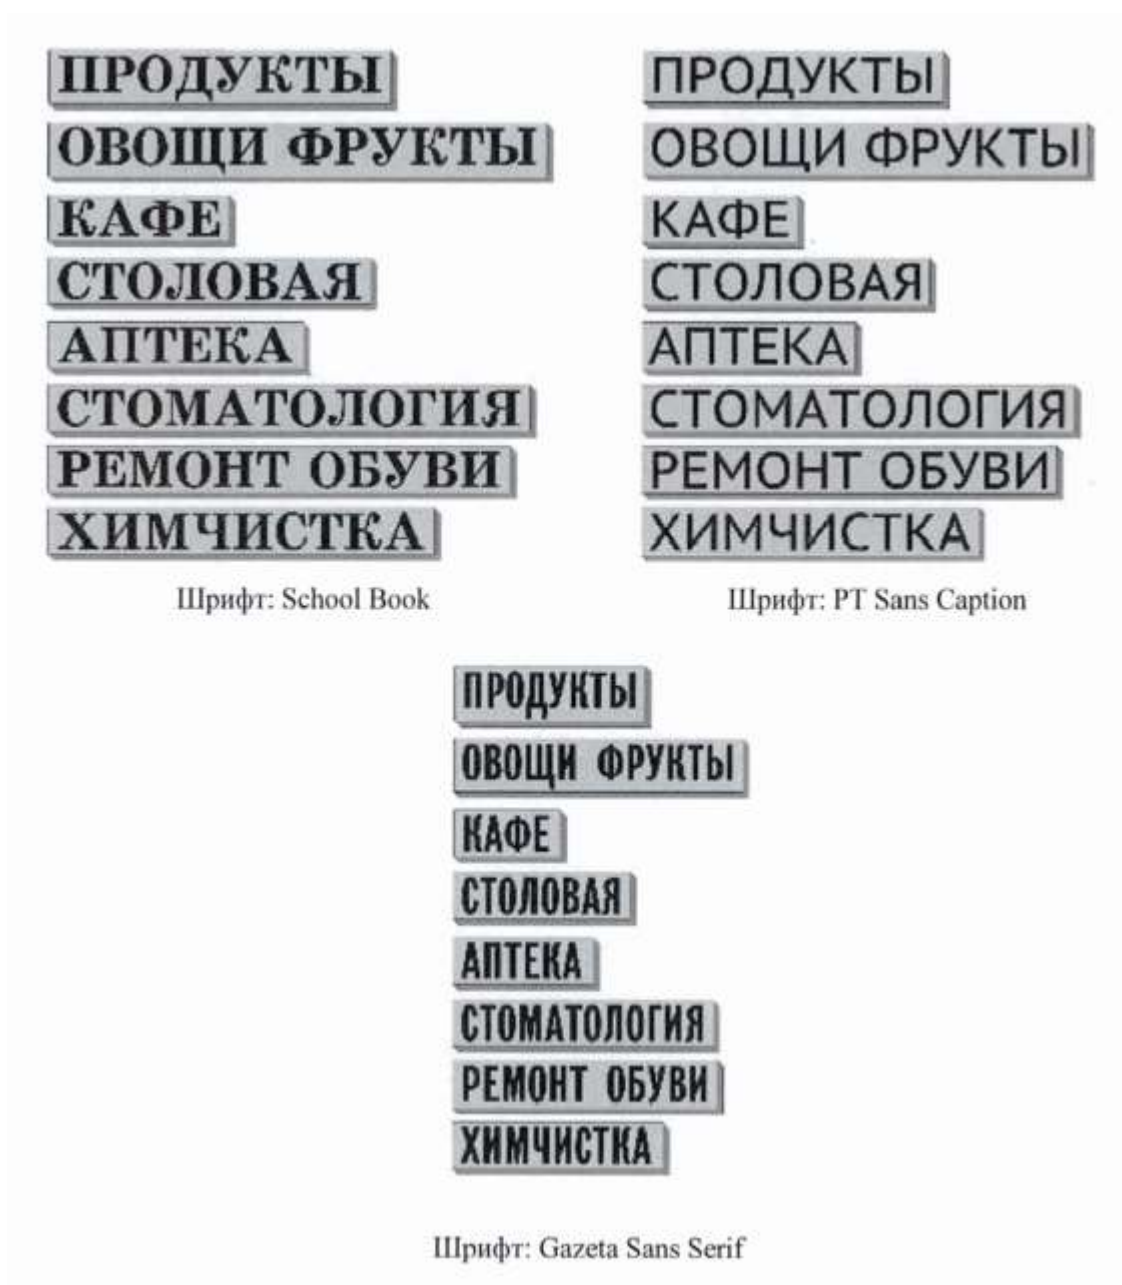 ПРОДУКТЫ
ОВОЩИ ФРУКТЫ
КАФЕ
СТОЛОВАЯ
АПТЕКА
СТОМАТОЛОГИЯ
РЕМОНТ ОБУВИ
ХИМЧИСТКА
Шрифт: School Book
ПРОДУКТЫ
ОВОЩИ ФРУКТЫ
КАФЕ
СТОЛОВАЯ
АПТЕКА
СТОМАТОЛОГИЯ
РЕМОНТ ОБУВИ
ХИМЧИСТКА
Шрифт: PT Sans Caption
ПРОДУКТЫ
ОВОЩИ ФРУКТЫ
КАФЕ
СТОЛОВАЯ
АПТЕКА
СТОМАТОЛОГИЯ
РЕМОНТ ОБУВИ
ХИМЧИСТКА
Шрифт: Gazeta Sans Serif